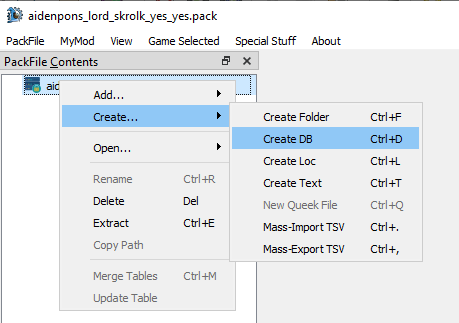 aidenpons_lord_skrolk_yes_yes.pack
PackFile MyMod View Game Selected Special Stuff About
PackFile Contents
aid
Add...
Create...
Open...
Rename Ctrl+R
Delete Del
Extract Ctrl+E
Copy Path
Merge Tables Ctrl+M
Update Table
Create Folder Ctrl+F
Create DB Ctrl+D
Create Loc Ctrl+L
Create Text Ctrl+T
New Queek File Ctrl+Q
Mass-Import TSV Ctrl+.
Mass-Export TSV Ctrl+,